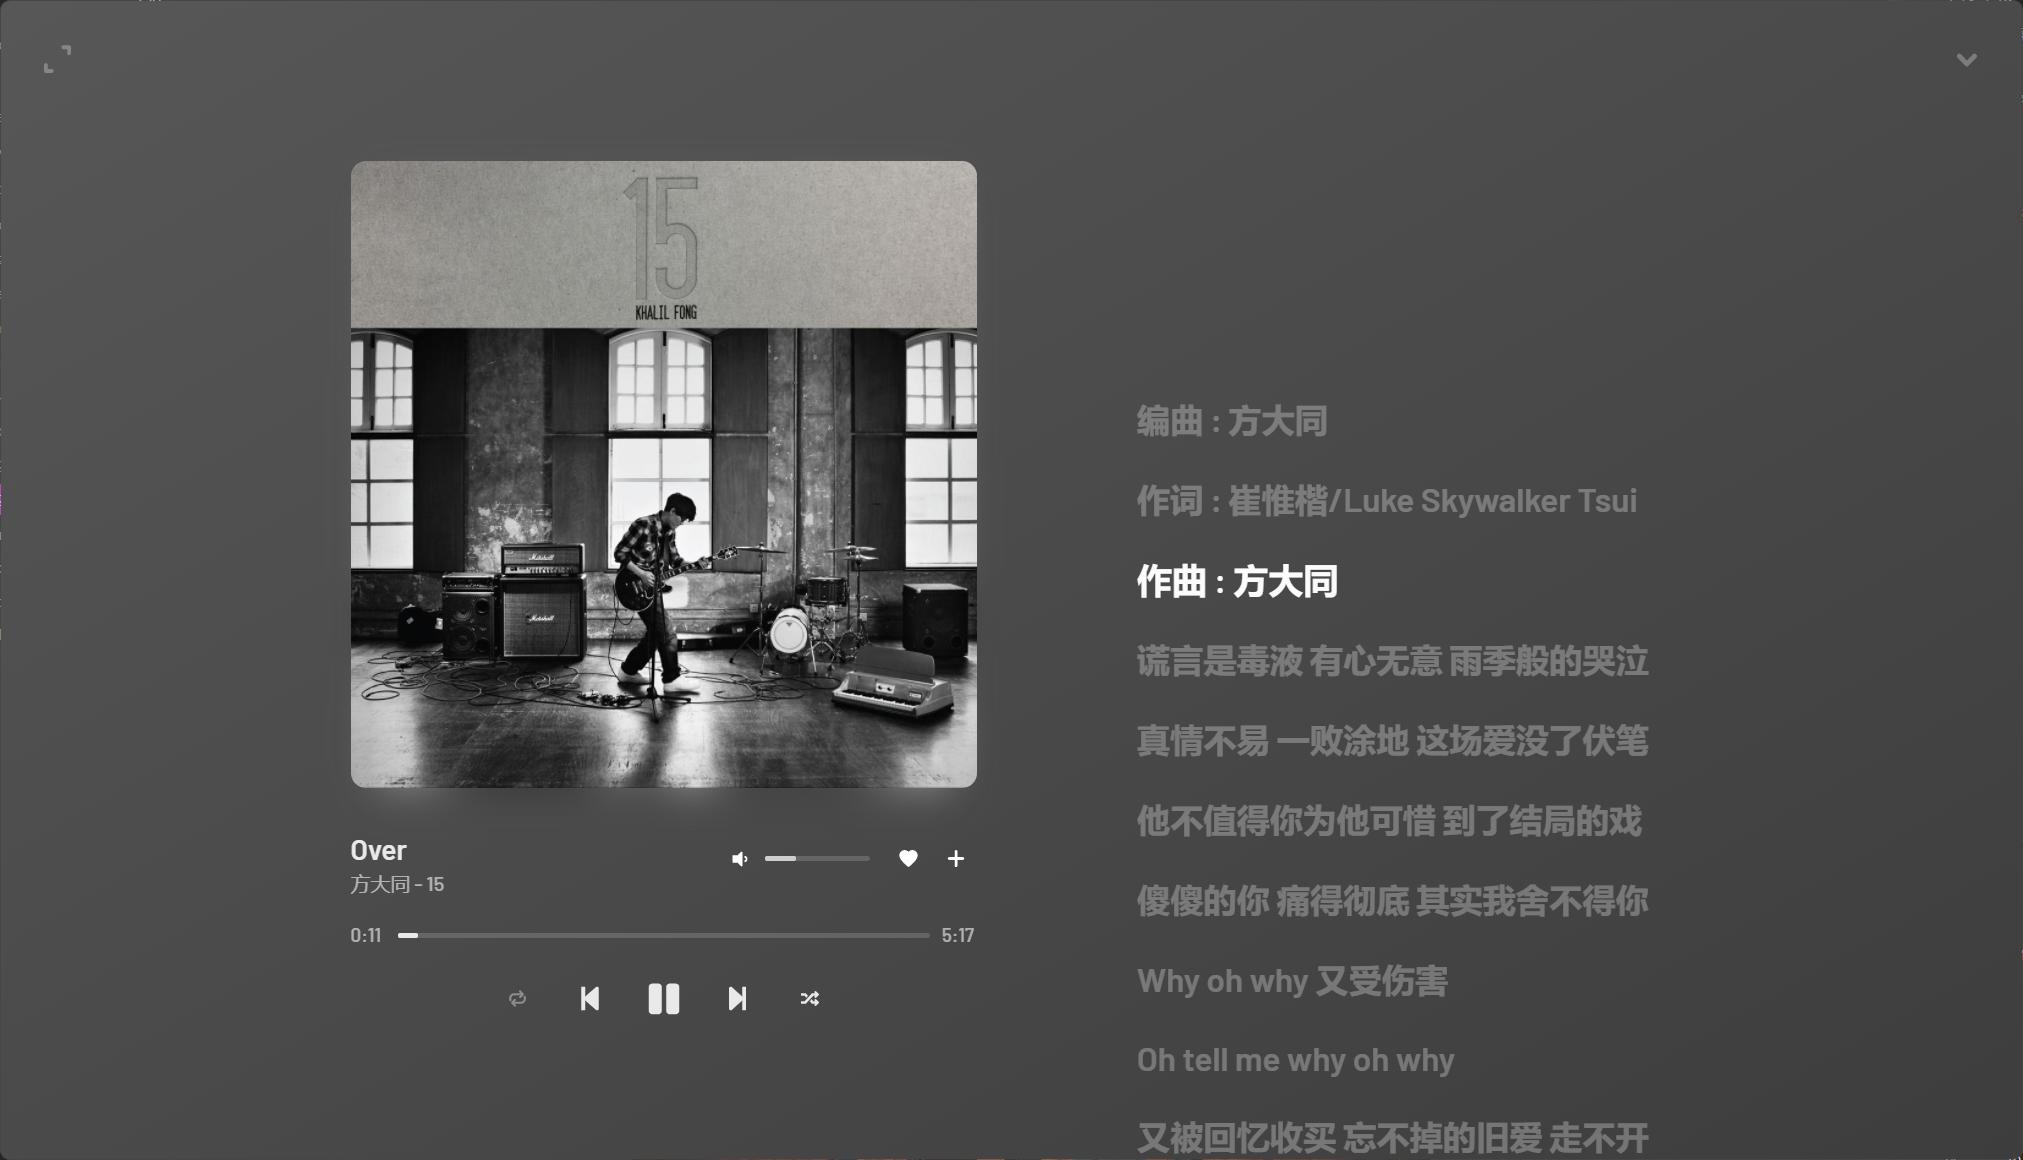 15
KHALIL FONG
Marshall
Marshall
Over
方大同 - 15
0:11
5:17
编曲 : 方大同
作词 : 崔惟楷/Luke Skywalker Tsui
作曲 : 方大同
谎言是毒液 有心无意 雨季般的哭泣
真情不易 一败涂地 这场爱没了伏笔
他不值得你为他可惜 到了结局的戏
傻傻的你 痛得彻底 其实我舍不得你
Why oh why 又受伤害
Oh tell me why oh why
又被回忆收买 忘不掉的旧爱 走不开